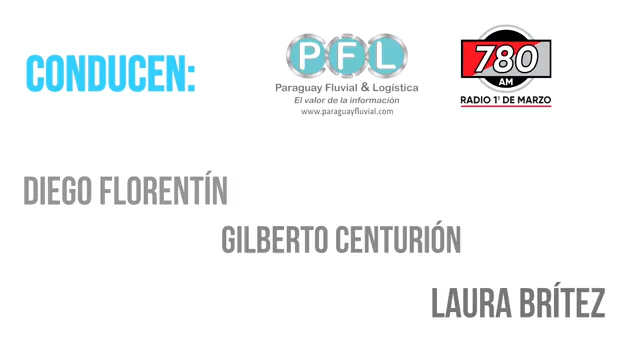 CONDUCEN:
PFL
Paraguay Fluvial & Logística
El valor de la información
www.paraguayfluvial.com
780
AM
RADIO 1º DE MARZO
DIEGO FLORENTÍN
GILBERTO CENTURIÓN
LAURA BRÍTEZ